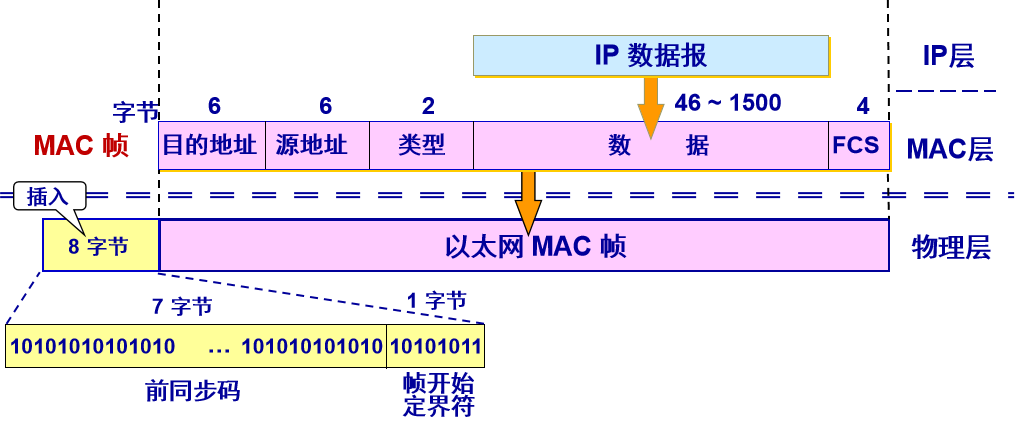 IP 数据报
IP层
字节
6
6
2
46 ~ 1500
4
MAC 帧
目的地址
源地址
类型
数 据
FCS
MAC层
插入
8 字节
以太网 MAC 帧
物理层
7 字节
1 字节
10101010101010 … 101010101010
10101011
前同步码
帧开始
定界符